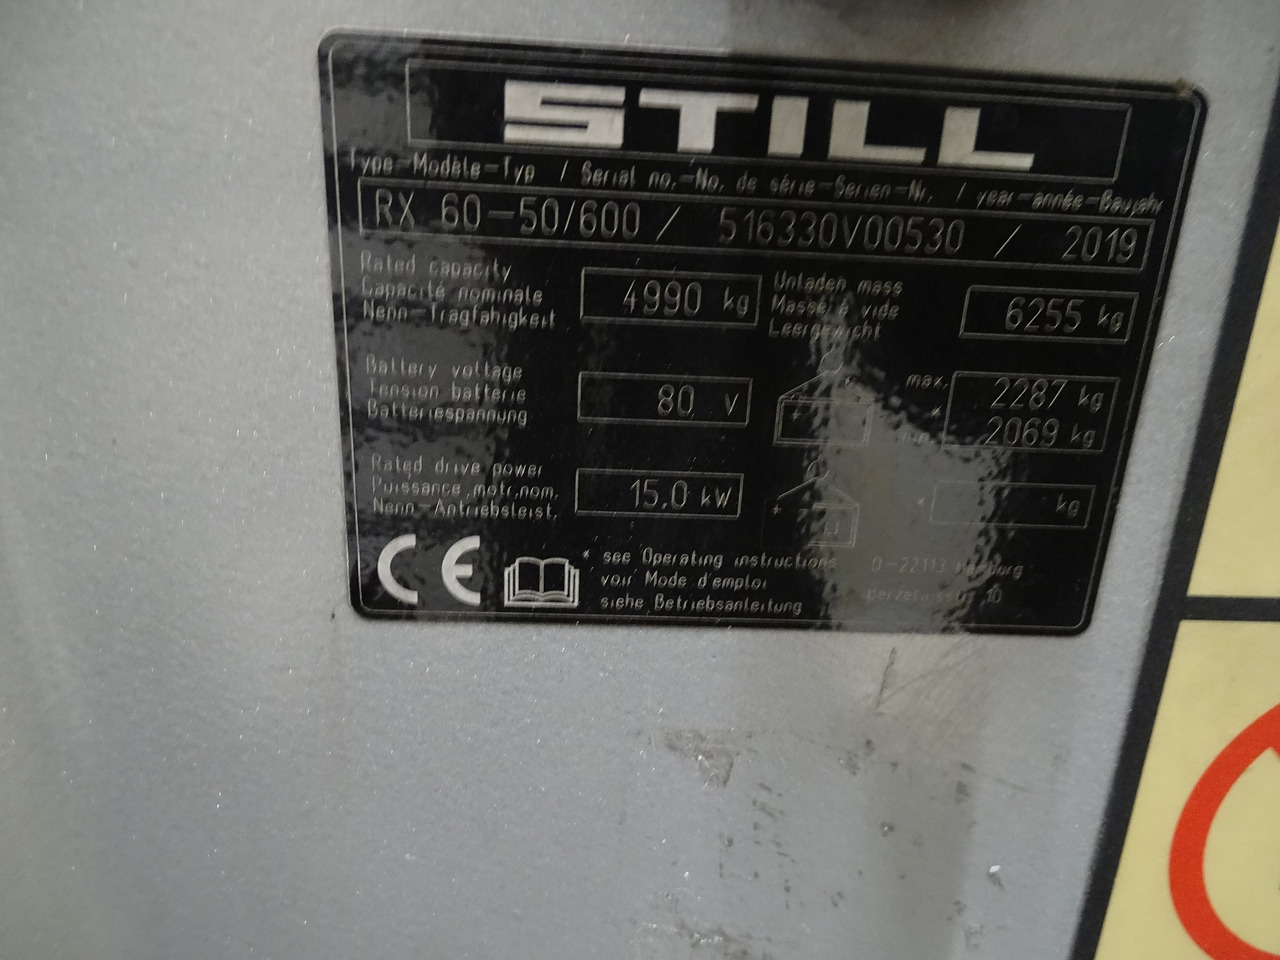 STILL
Type-Modèle-Typ / Serial no.-No. de série-Serien-Nr. / year-année-Baujahr
RX 60-50/600 / 516330V00530 / 2019
Rated capacity
Capacité nominale
Nenn-Tragfähigkeit
4990 kg
Unladen mass
Masse à vide
Leergewicht
6255 kg
Battery voltage
Tension batterie
Batteriespannung
80 V
max. 2287 kg
*
min. 2069 kg
Rated drive power
Puissance motr.nom.
Nenn-Antriebsleist.
15.0 kW
* kg
CE
* see Operating instructions
voir Mode d'emploi
siehe Betriebsanleitung
D-22113 Hamburg
10